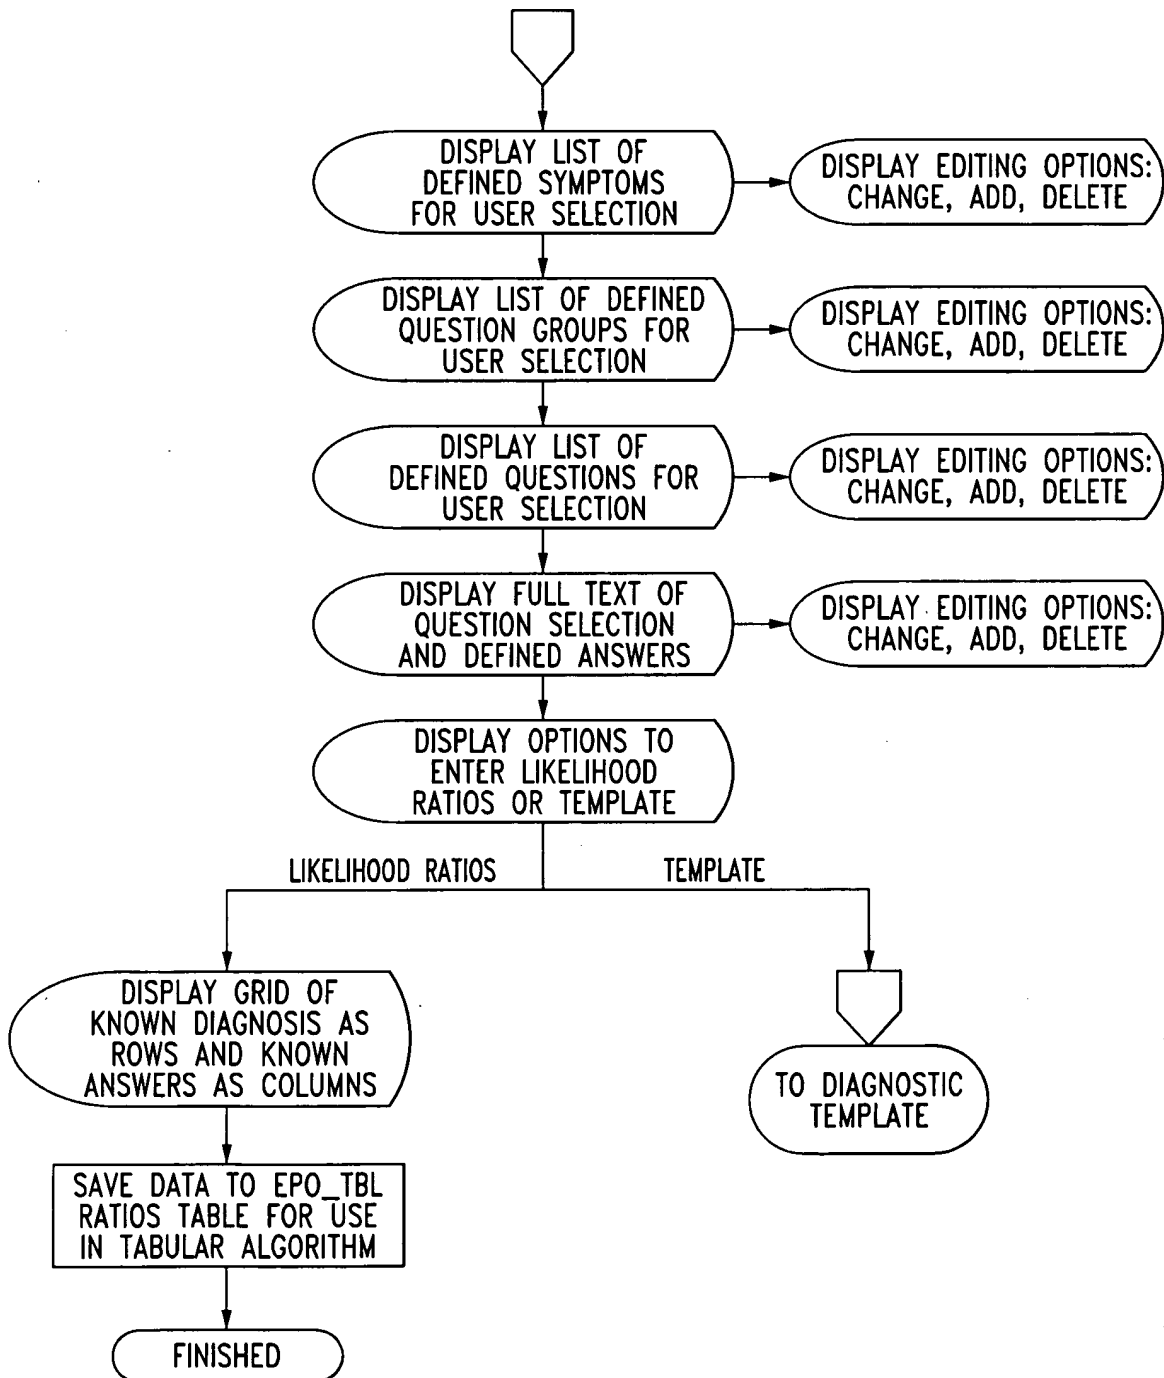 DISPLAY LIST OF
DEFINED SYMPTOMS
FOR USER SELECTION
DISPLAY EDITING OPTIONS:
CHANGE, ADD, DELETE
DISPLAY LIST OF DEFINED
QUESTION GROUPS FOR
USER SELECTION
DISPLAY EDITING OPTIONS:
CHANGE, ADD, DELETE
DISPLAY LIST OF
DEFINED QUESTIONS FOR
USER SELECTION
DISPLAY EDITING OPTIONS:
CHANGE, ADD, DELETE
DISPLAY FULL TEXT OF
QUESTION SELECTION
AND DEFINED ANSWERS
DISPLAY EDITING OPTIONS:
CHANGE, ADD, DELETE
DISPLAY OPTIONS TO
ENTER LIKELIHOOD
RATIOS OR TEMPLATE
LIKELIHOOD RATIOS
TEMPLATE
DISPLAY GRID OF
KNOWN DIAGNOSIS AS
ROWS AND KNOWN
ANSWERS AS COLUMNS
TO DIAGNOSTIC
TEMPLATE
SAVE DATA TO EPO_TBL
RATIOS TABLE FOR USE
IN TABULAR ALGORITHM
FINISHED